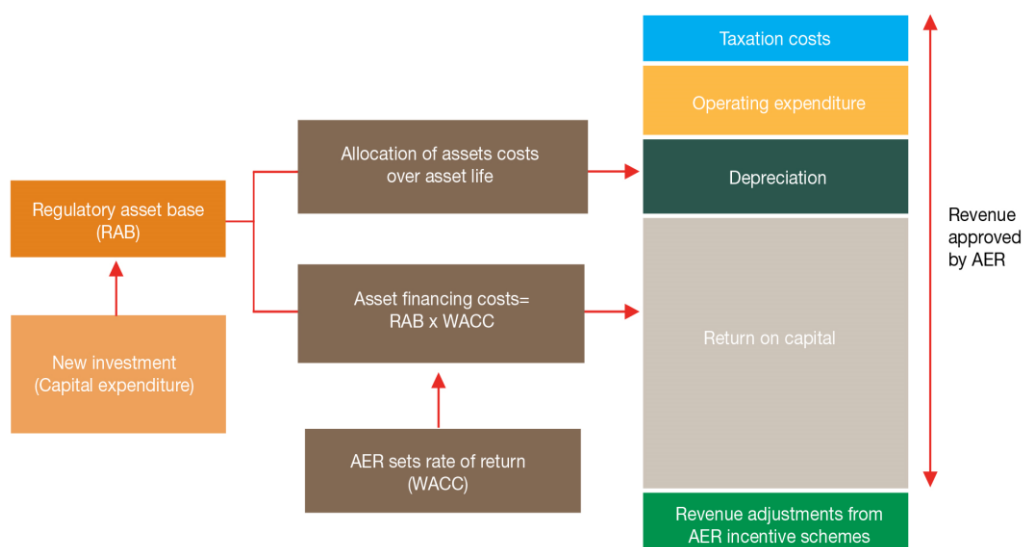 Regulatory asset base
(RAB)
New investment
(Capital expenditure)
Allocation of assets costs
over asset life
Asset financing costs=
RAB x WACC
AER sets rate of return
(WACC)
Taxation costs
Operating expenditure
Depreciation
Return on capital
Revenue adjustments from
AER incentive schemes
Revenue
approved
by AER